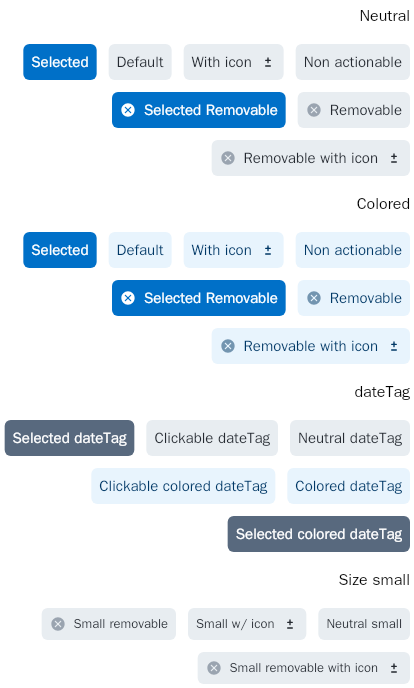 Neutral
Selected Default With icon Non actionable
Selected Removable Removable
Removable with icon
Colored
Selected Default With icon Non actionable
Selected Removable Removable
Removable with icon
dateTag
Selected dateTag Clickable dateTag Neutral dateTag
Clickable colored dateTag Colored dateTag
Selected colored dateTag
Size small
Small removable Small w/ icon Neutral small
Small removable with icon